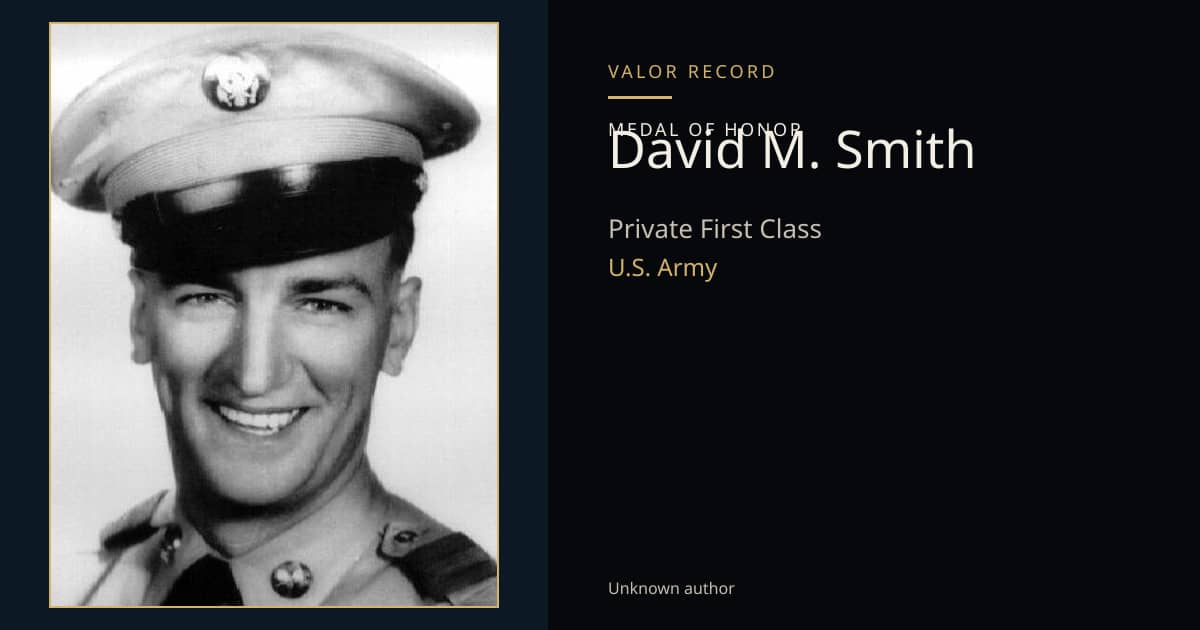 VALOR RECORD
MEDAL OF HONOR
David M. Smith
Private First Class
U.S. Army
Unknown author